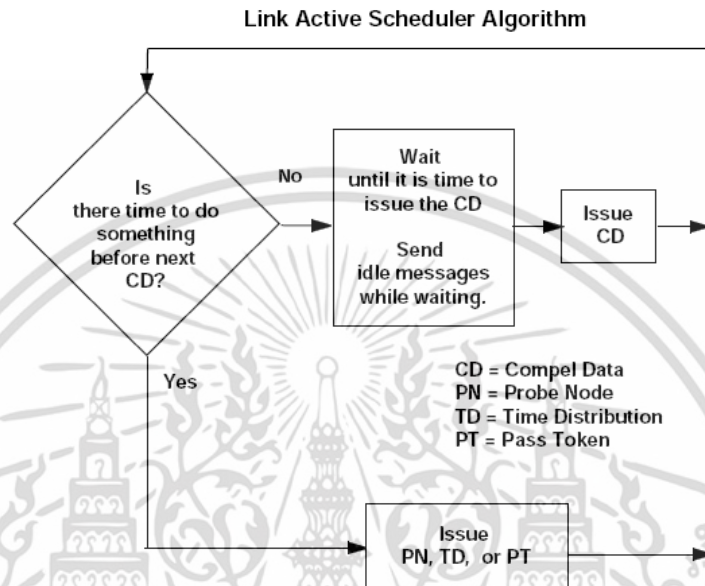 Link Active Scheduler Algorithm
Is
there time to do
something
before next
CD?
No
Wait
until it is time to
issue the CD
Send
idle messages
while waiting.
Issue
CD
Yes
CD = Compel Data
PN = Probe Node
TD = Time Distribution
PT = Pass Token
Issue
PN, TD, or PT